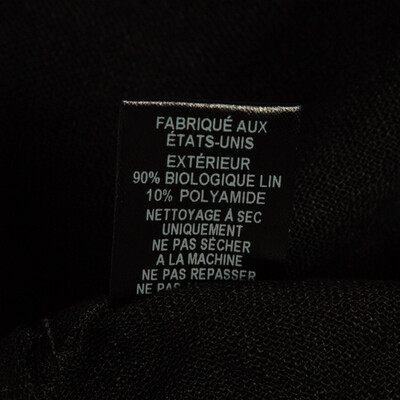 FABRIQUÉ AUX
ÉTATS-UNIS
EXTÉRIEUR
90% BIOLOGIQUE LIN
10% POLYAMIDE
NETTOYAGE À SEC
UNIQUEMENT
NE PAS SÈCHER
A LA MACHINE
NE PAS REPASSER